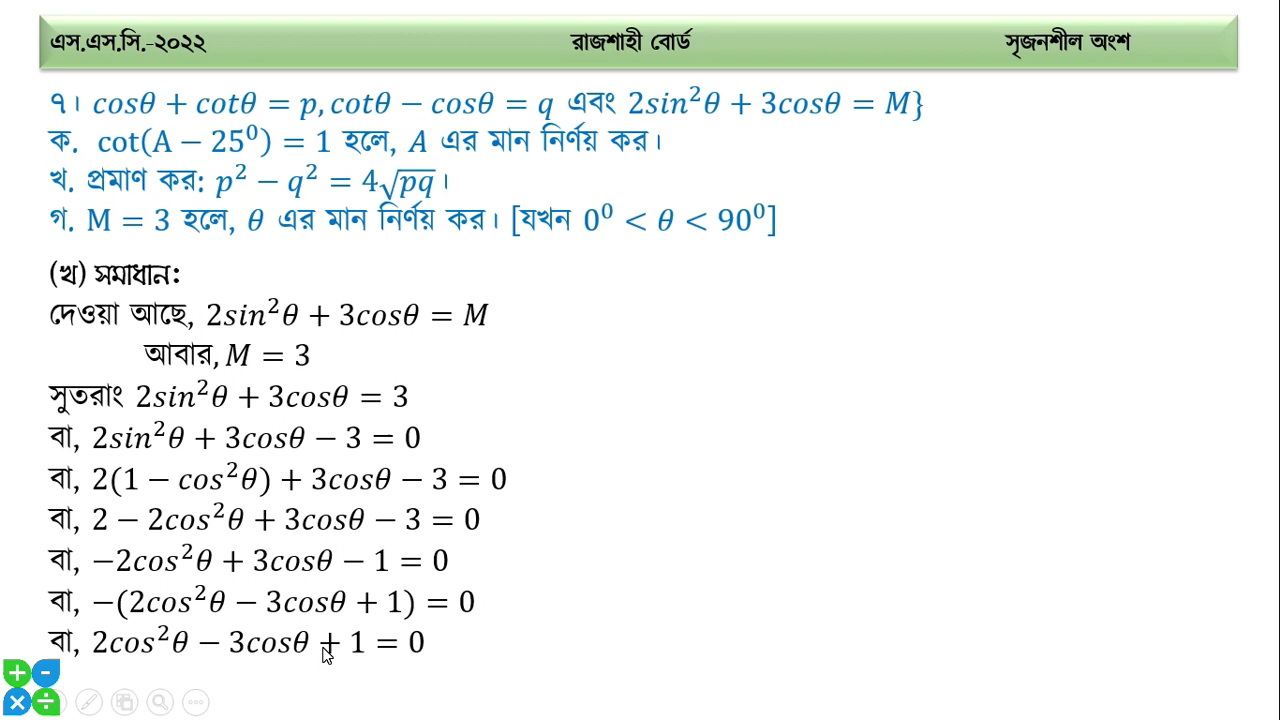 এস.এস.সি.-২০২২ রাজশাহী বোর্ড সৃজনশীল অংশ
৭। cosθ + cotθ = p, cotθ − cosθ = q এবং 2sin²θ + 3cosθ = M}
ক. cot(A − 25⁰) = 1 হলে, A এর মান নির্ণয় কর।
খ. প্রমাণ কর: p² − q² = 4√pq।
গ. M = 3 হলে, θ এর মান নির্ণয় কর। [যখন 0⁰ < θ < 90⁰]
(খ) সমাধান:
দেওয়া আছে, 2sin²θ + 3cosθ = M
আবার, M = 3
সুতরাং 2sin²θ + 3cosθ = 3
বা, 2sin²θ + 3cosθ − 3 = 0
বা, 2(1 − cos²θ) + 3cosθ − 3 = 0
বা, 2 − 2cos²θ + 3cosθ − 3 = 0
বা, −2cos²θ + 3cosθ − 1 = 0
বা, −(2cos²θ − 3cosθ + 1) = 0
বা, 2cos²θ − 3cosθ + 1 = 0